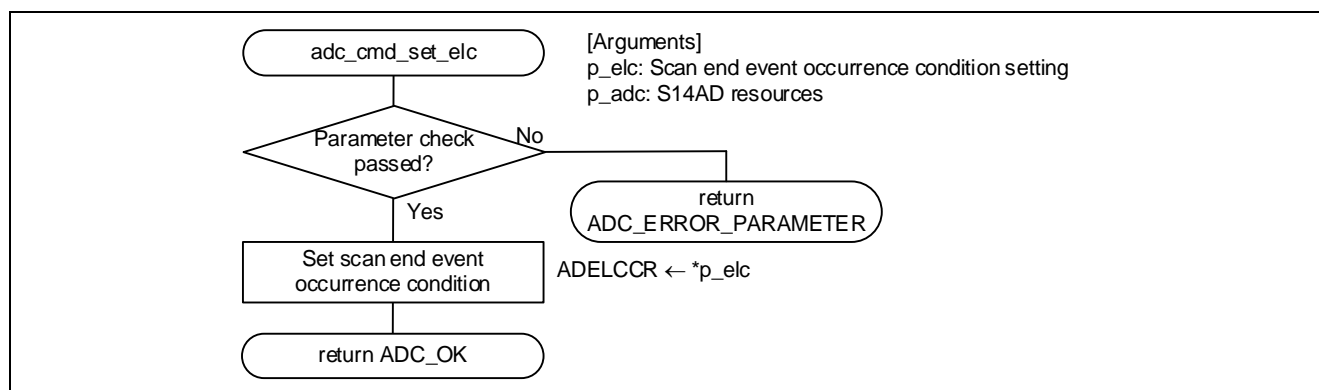 adc_cmd_set_elc
[Arguments]
p_elc: Scan end event occurrence condition setting
p_adc: S14AD resources
Parameter check
passed?
No
return
ADC_ERROR_PARAMETER
Yes
Set scan end event
occurrence condition
ADELCCR ← *p_elc
return ADC_OK